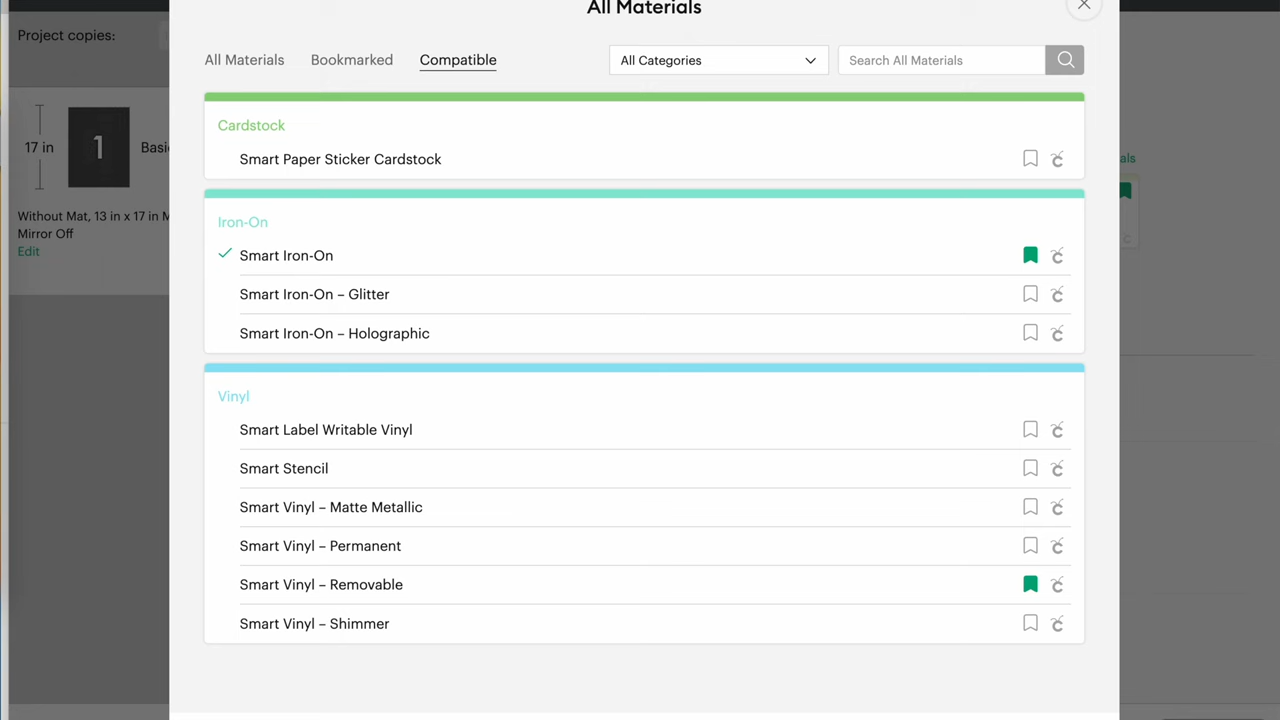 All Materials
Project copies:
All Materials
Bookmarked
Compatible
All Categories
Search All Materials
Cardstock
Smart Paper Sticker Cardstock
17 in
1
Iron-On
Without Mat, 13 in x 17 in
Mirror Off
Edit
Smart Iron-On
Smart Iron-On – Glitter
Smart Iron-On – Holographic
Vinyl
Smart Label Writable Vinyl
Smart Stencil
Smart Vinyl – Matte Metallic
Smart Vinyl – Permanent
Smart Vinyl – Removable
Smart Vinyl – Shimmer